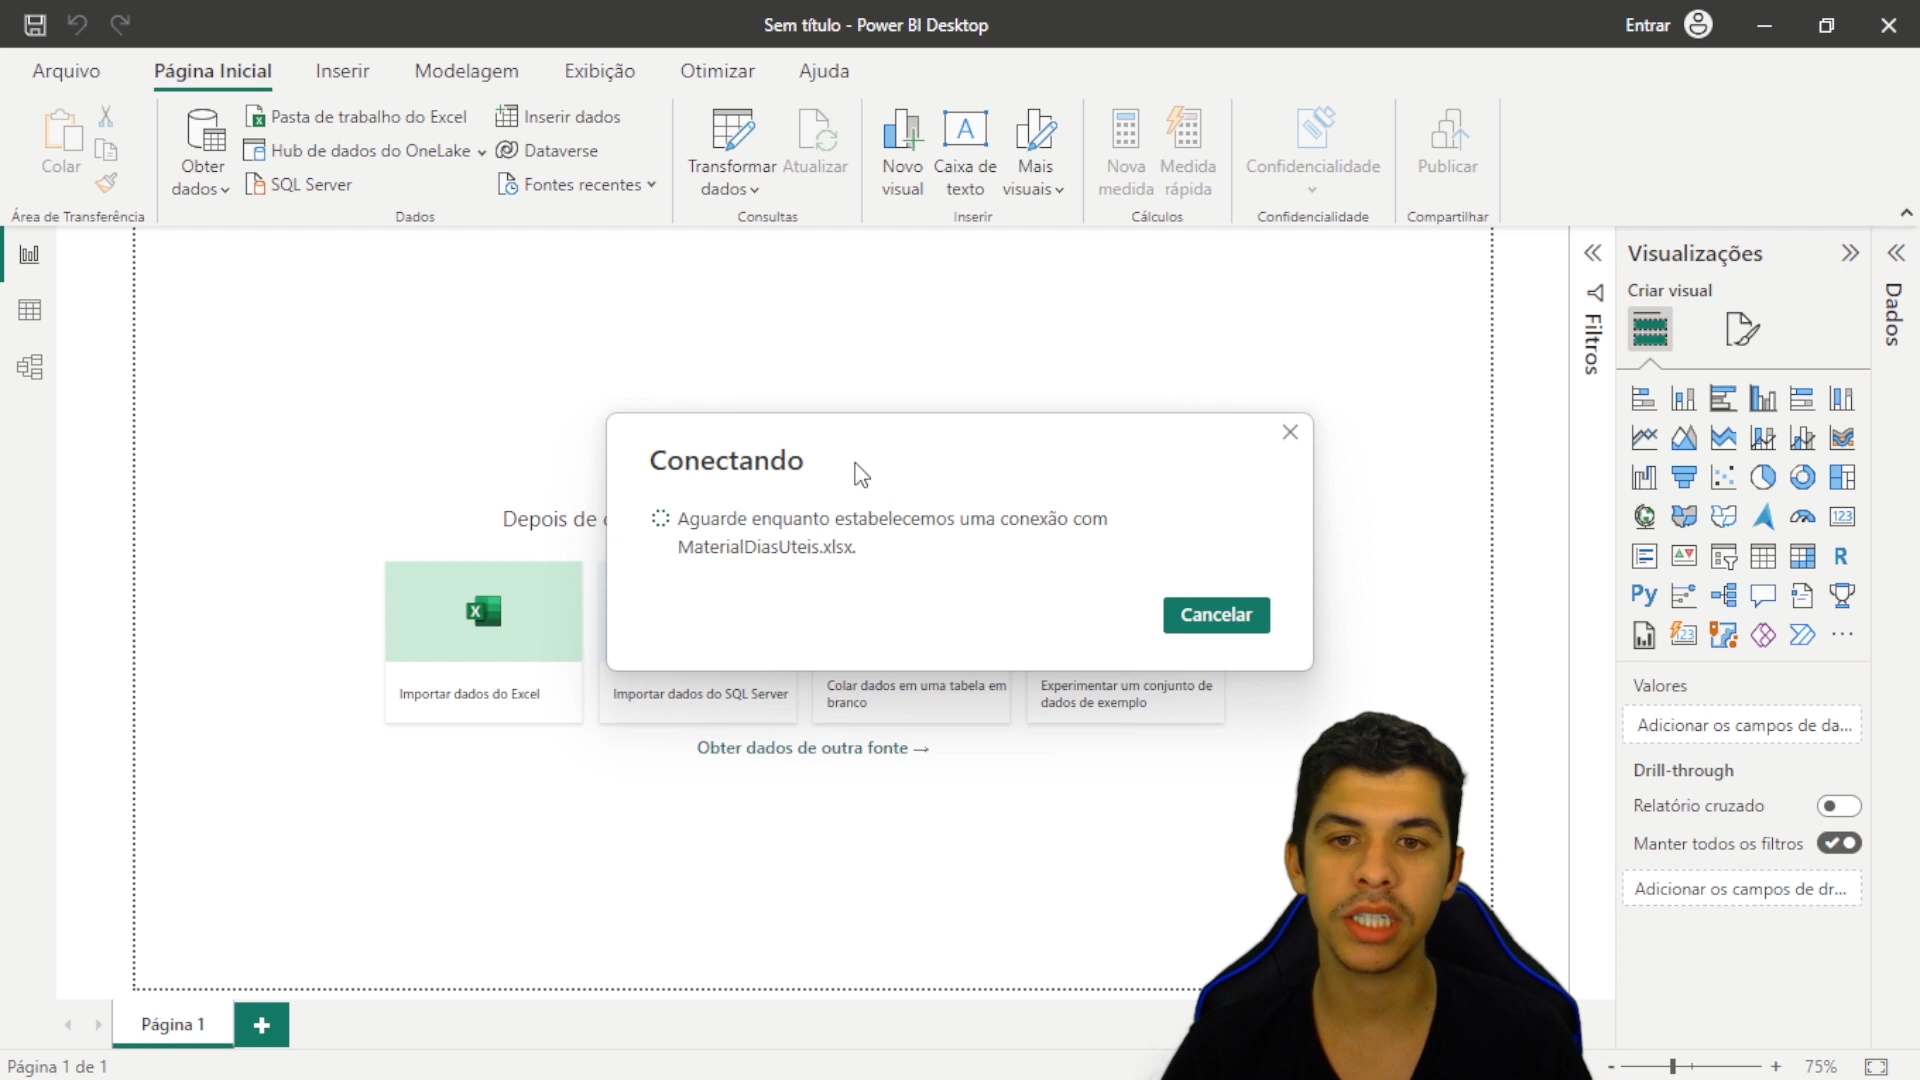 Sem título - Power BI Desktop
Entrar
Arquivo
Página Inicial
Inserir
Modelagem
Exibição
Otimizar
Ajuda
Colar
Área de Transferência
Obter
dados
Pasta de trabalho do Excel
Hub de dados do OneLake
SQL Server
Inserir dados
Dataverse
Fontes recentes
Dados
Transformar
dados
Atualizar
Consultas
Novo
visual
A
Caixa de
texto
Mais
visuais
Inserir
Nova
medida
Medida
rápida
Cálculos
Confidencialidade
Confidencialidade
Publicar
Compartilhar
Filtros
Visualizações
Criar visual
Dados
123
R
Py
123
Valores
Adicionar os campos de da...
Drill-through
Relatório cruzado
Manter todos os filtros
Adicionar os campos de dr...
Conectando
Aguarde enquanto estabelecemos uma conexão com
MaterialDiasUteis.xlsx.
Cancelar
Depois de
X
Importar dados do Excel
Importar dados do SQL Server
Colar dados em uma tabela em
branco
Experimentar um conjunto de
dados de exemplo
Obter dados de outra fonte →
Página 1
Página 1 de 1
- + 75%